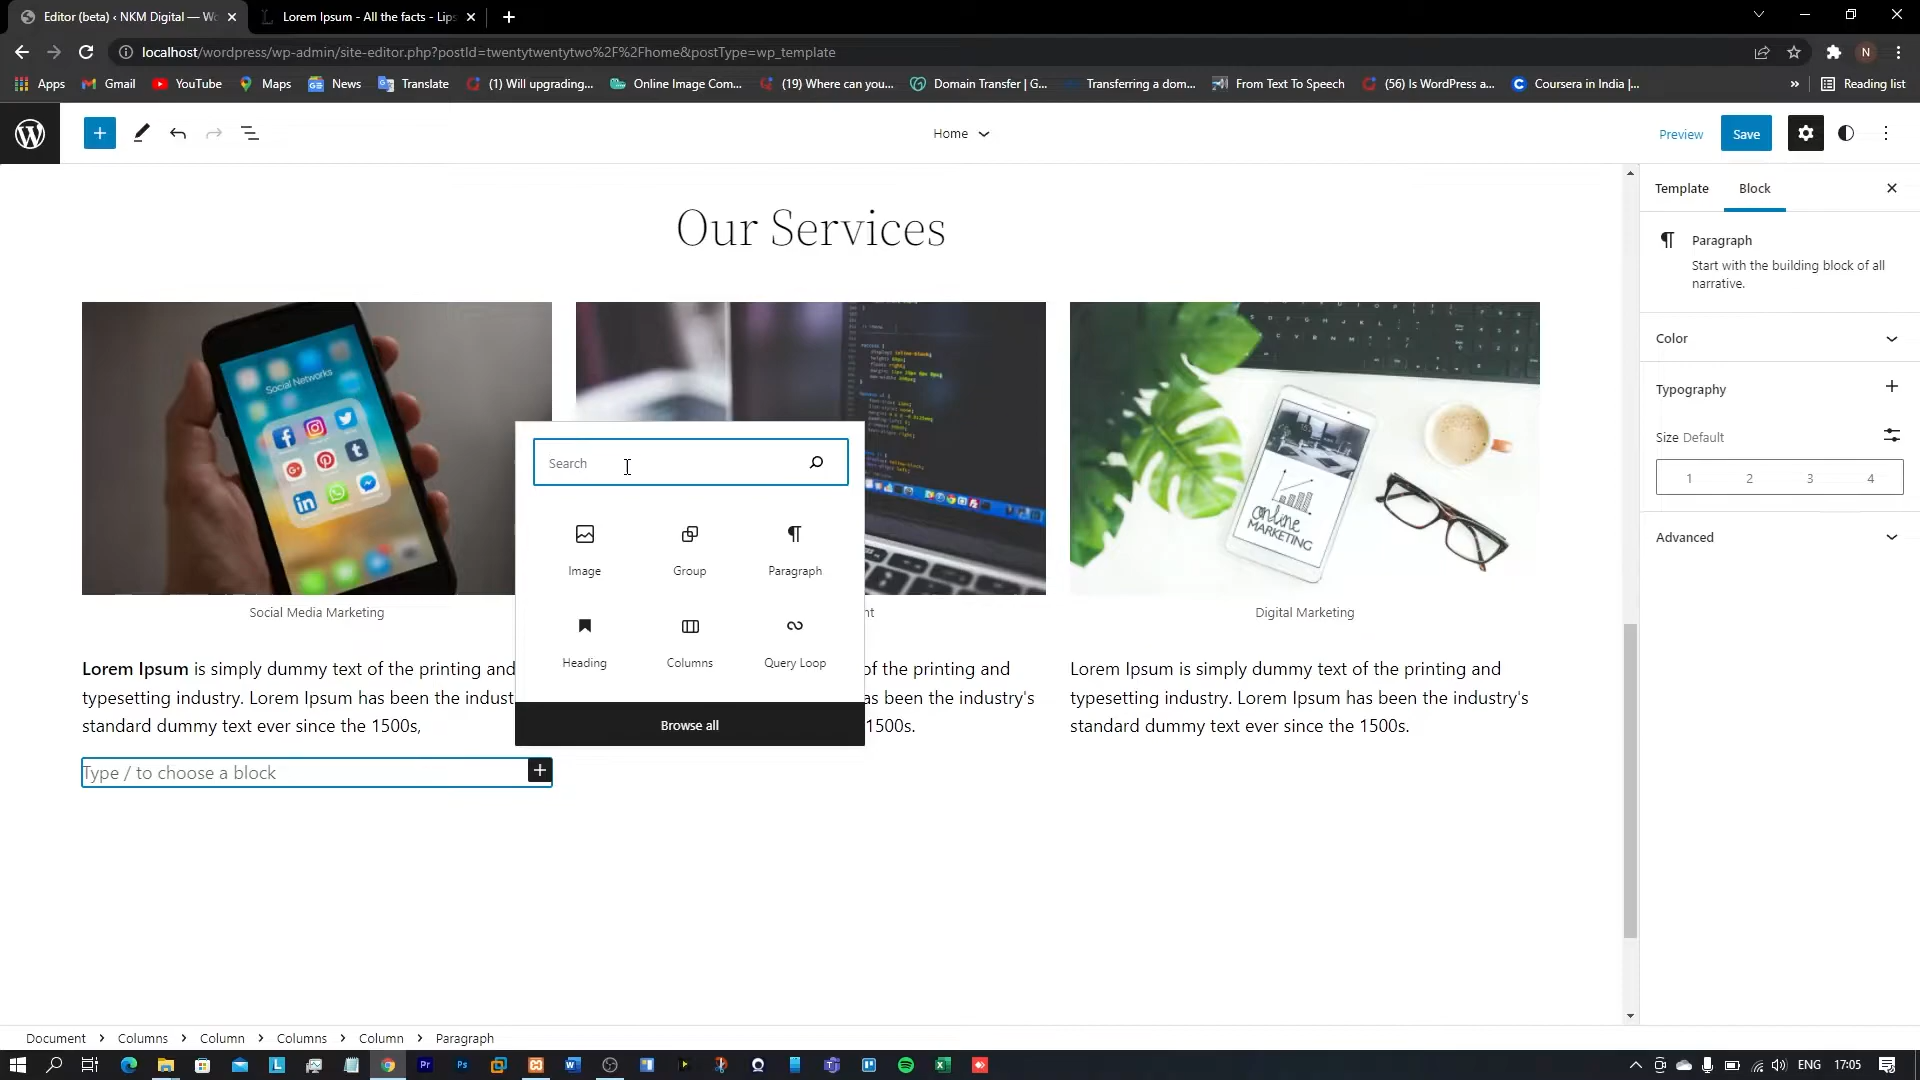 Editor (beta) ‹ NKM Digital — Wo
Lorem Ipsum - All the facts - Lips
localhost/wordpress/wp-admin/site-editor.php?postId=twentytwentytwo%2F%2Fhome&postType=wp_template
N
Apps
Gmail
YouTube
Maps
News
Translate
(1) Will upgrading...
Online Image Com...
(19) Where can you...
Domain Transfer | G...
Transferring a dom...
From Text To Speech
(56) Is WordPress a...
Coursera in India |...
»
Reading list
Home
Preview
Save
Template
Block
Our Services
Paragraph
Start with the building block of all
narrative.
Color
Typography
Size Default
1 2 3 4
Advanced
Social Networks
online
MARKETING
Search
Image
Group
Paragraph
Heading
Columns
Query Loop
Browse all
Social Media Marketing
nt
Digital Marketing
Lorem Ipsum is simply dummy text of the printing and
typesetting industry. Lorem Ipsum has been the indust
standard dummy text ever since the 1500s,
of the printing and
as been the industry's
1500s.
Lorem Ipsum is simply dummy text of the printing and
typesetting industry. Lorem Ipsum has been the industry's
standard dummy text ever since the 1500s.
Type / to choose a block
Document
Columns
Column
Columns
Column
Paragraph
ENG
17:05